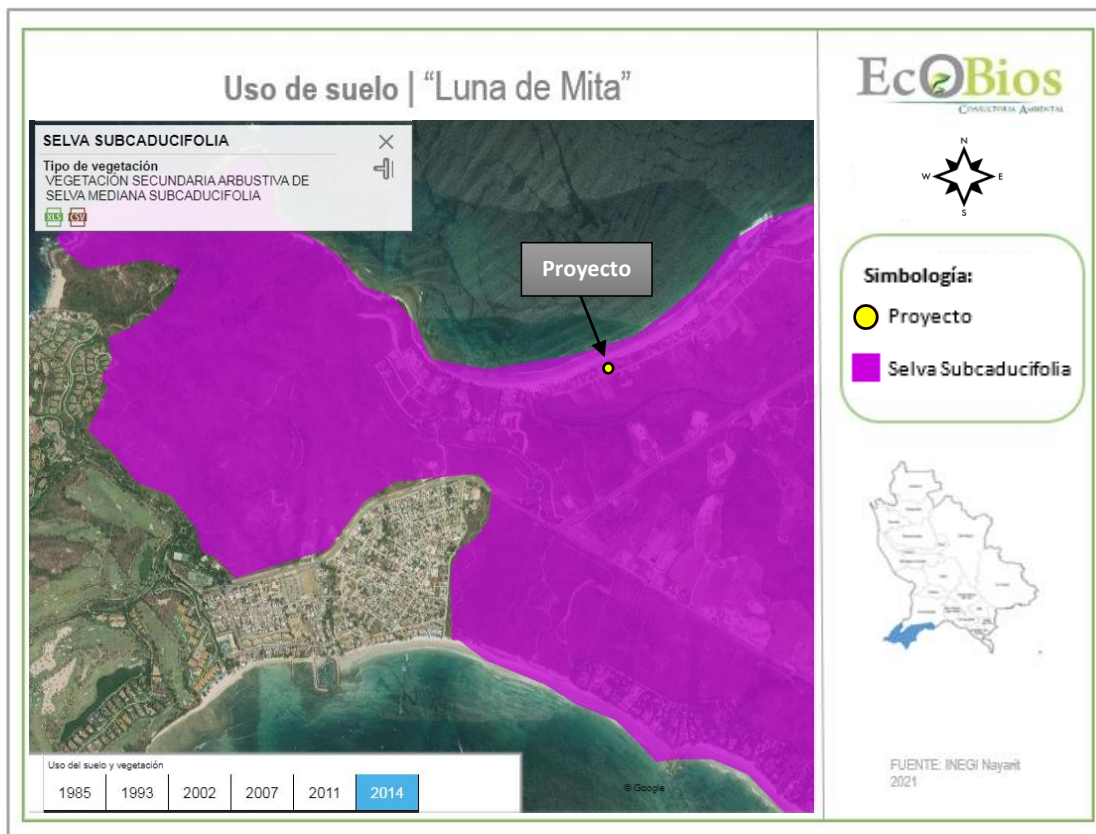 Uso de suelo | “Luna de Mita”
SELVA SUBCADUCIFOLIA
Tipo de vegetación
VEGETACIÓN SECUNDARIA ARBUSTIVA DE
SELVA MEDIANA SUBCADUCIFOLIA
XLS CSV
Proyecto
Uso del suelo y vegetación
1985 1993 2002 2007 2011 2014
© Google
EcOBios
CONSULTORIA AMBIENTAL
N
W E
S
Simbología:
Proyecto
Selva Subcaducifolia
FUENTE: INEGI Nayarit
2021